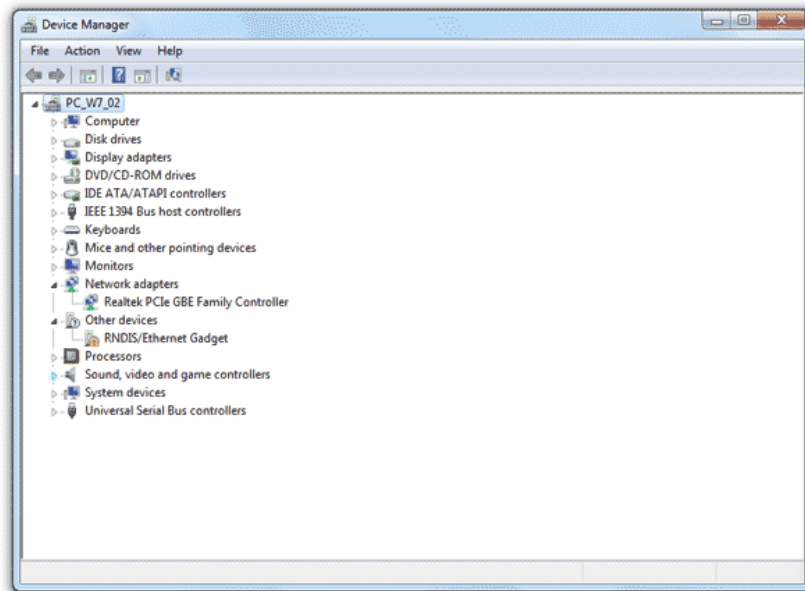 Device Manager
File Action View Help
PC_W7_02
Computer
Disk drives
Display adapters
DVD/CD-ROM drives
IDE ATA/ATAPI controllers
IEEE 1394 Bus host controllers
Keyboards
Mice and other pointing devices
Monitors
Network adapters
Realtek PCIe GBE Family Controller
Other devices
RNDIS/Ethernet Gadget
Processors
Sound, video and game controllers
System devices
Universal Serial Bus controllers